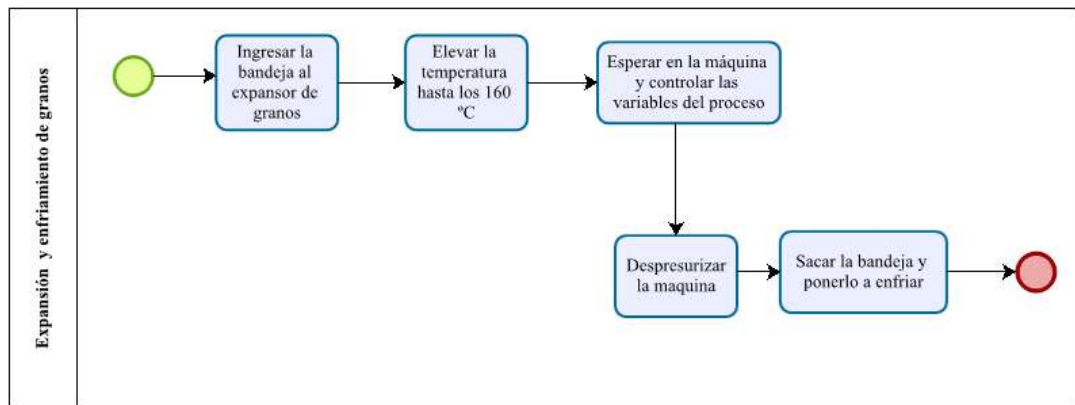 Expansión y enfriamiento de granos
Ingresar la
bandeja al
expansor de
granos
Elevar la
temperatura
hasta los 160
ºC
Esperar en la máquina
y controlar las
variables del proceso
Despresurizar
la maquina
Sacar la bandeja y
ponerlo a enfriar